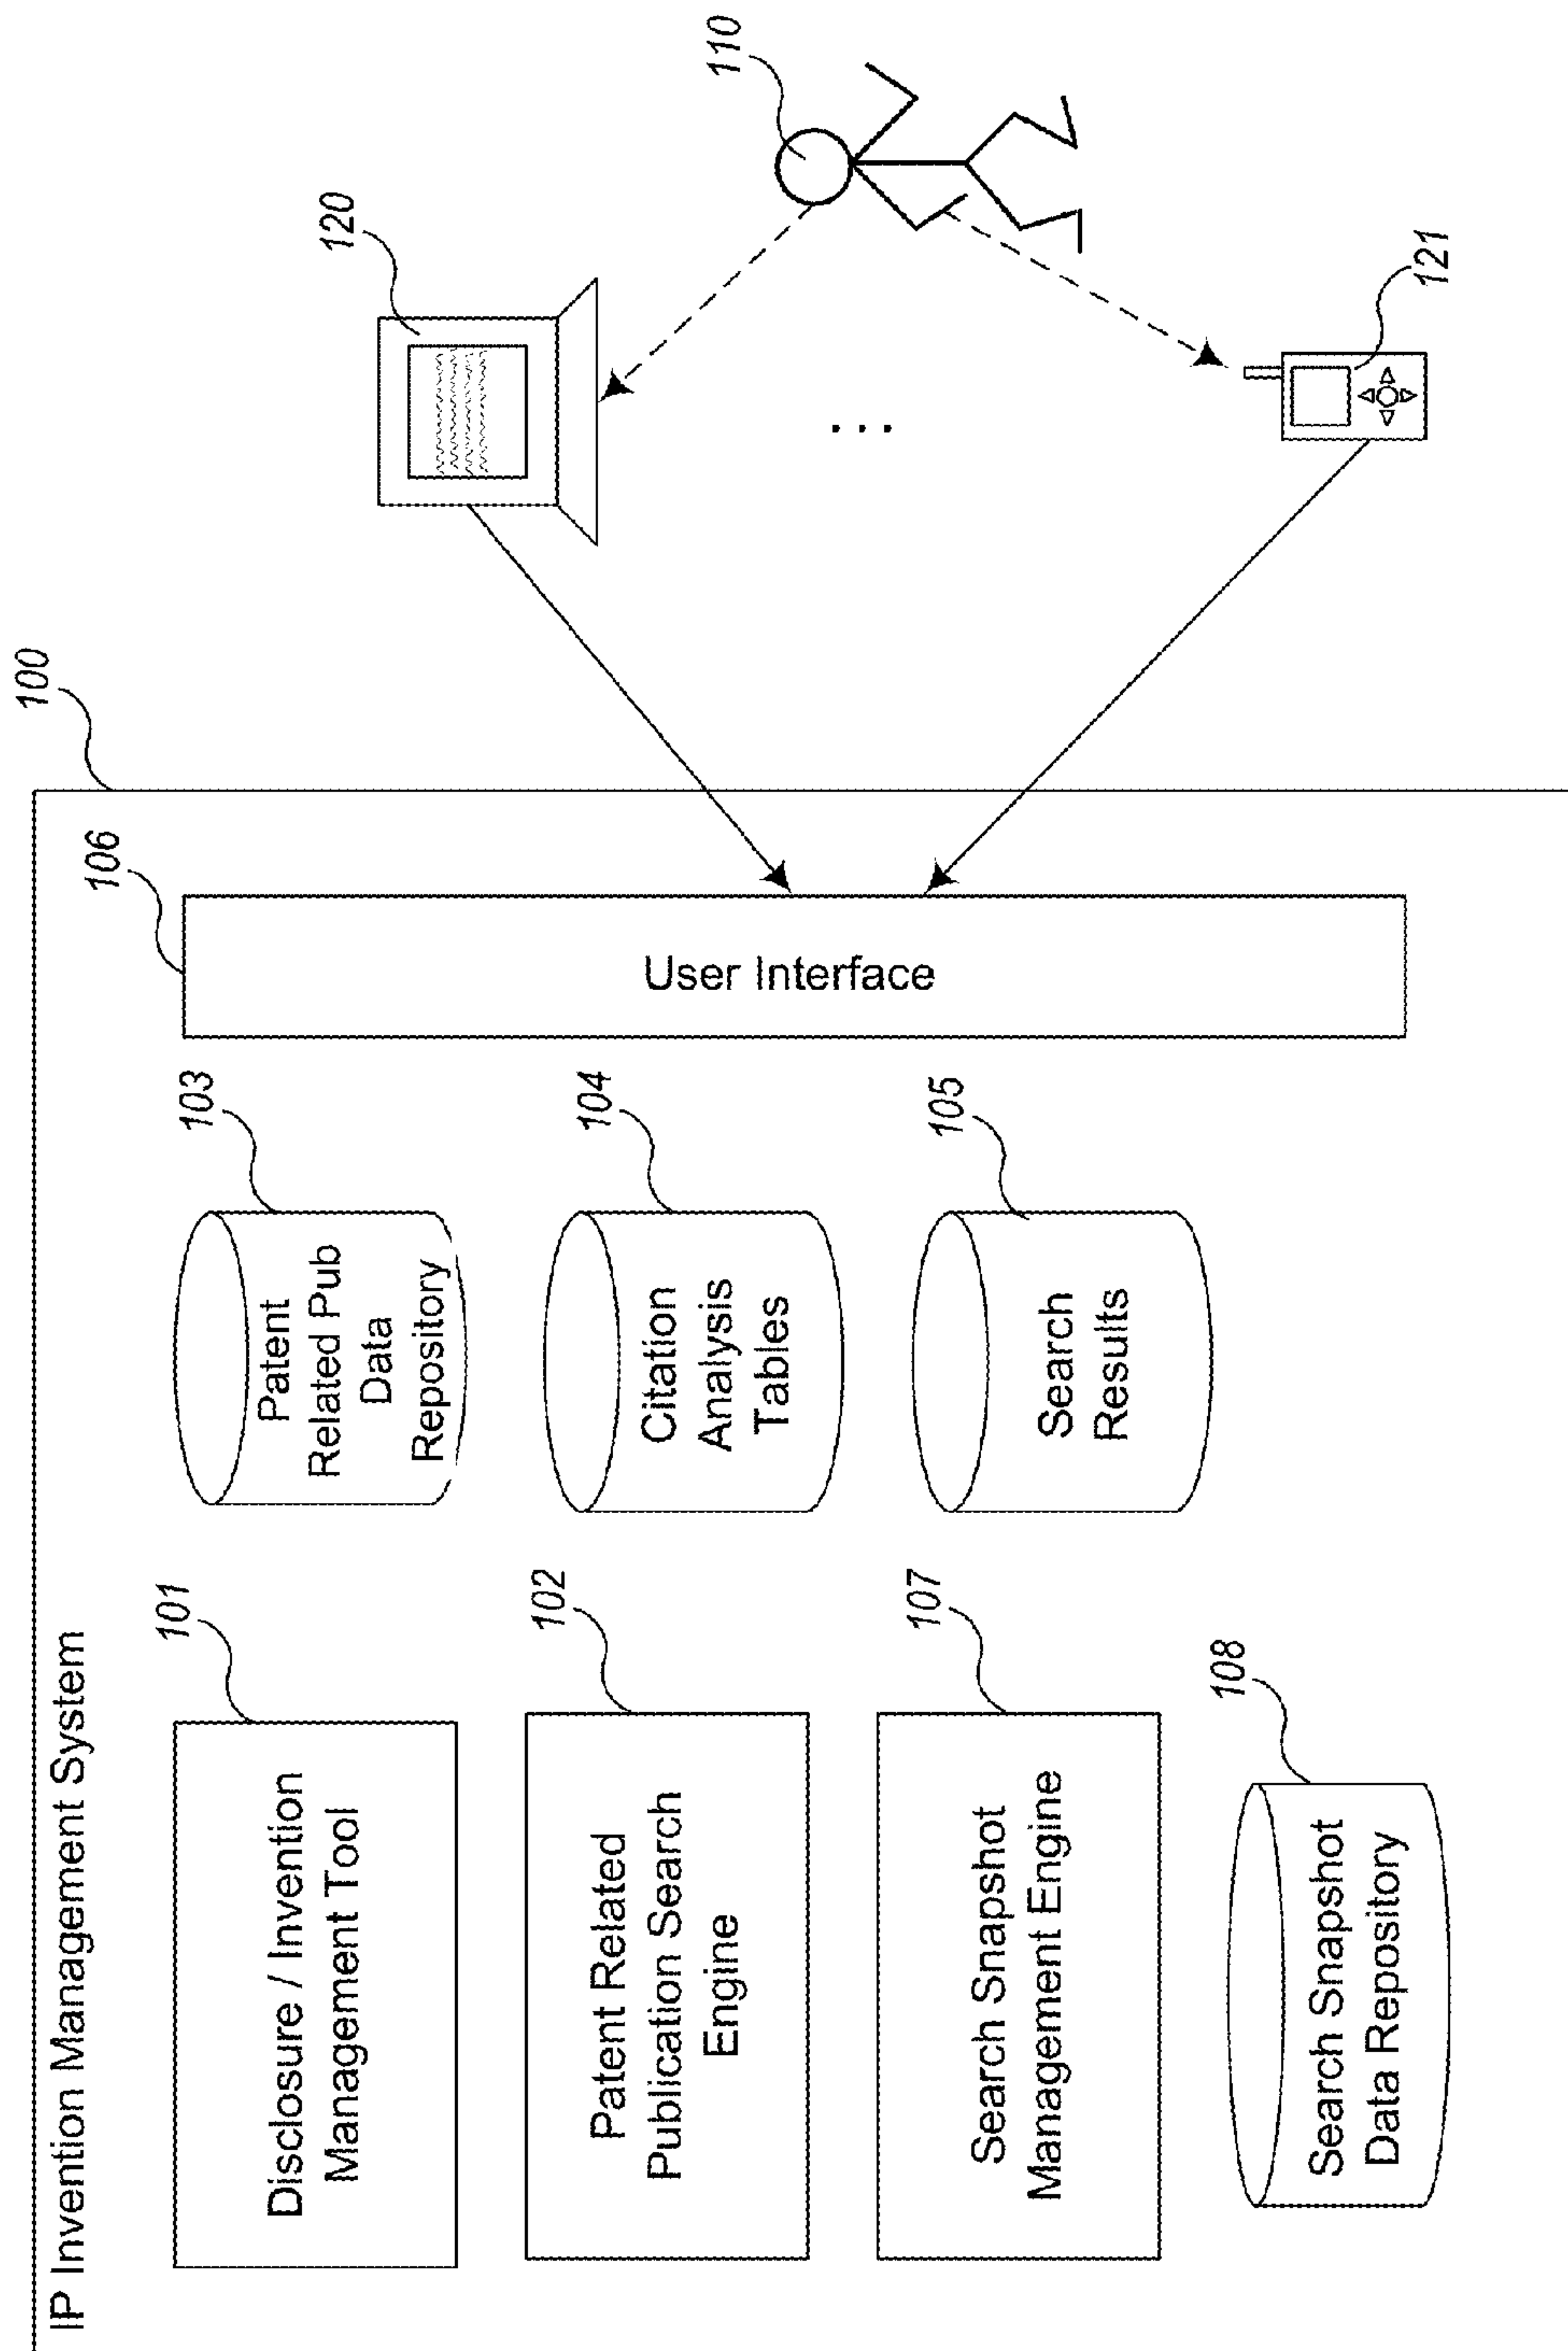 IP Invention Management System
100
101
Disclosure / Invention
Management Tool
102
Patent Related
Publication Search
Engine
107
Search Snapshot
Management Engine
108
Search Snapshot
Data Repository
103
Patent
Related Pub
Data
Repository
104
Citation
Analysis
Tables
105
Search
Results
106
User Interface
120
...
121
110